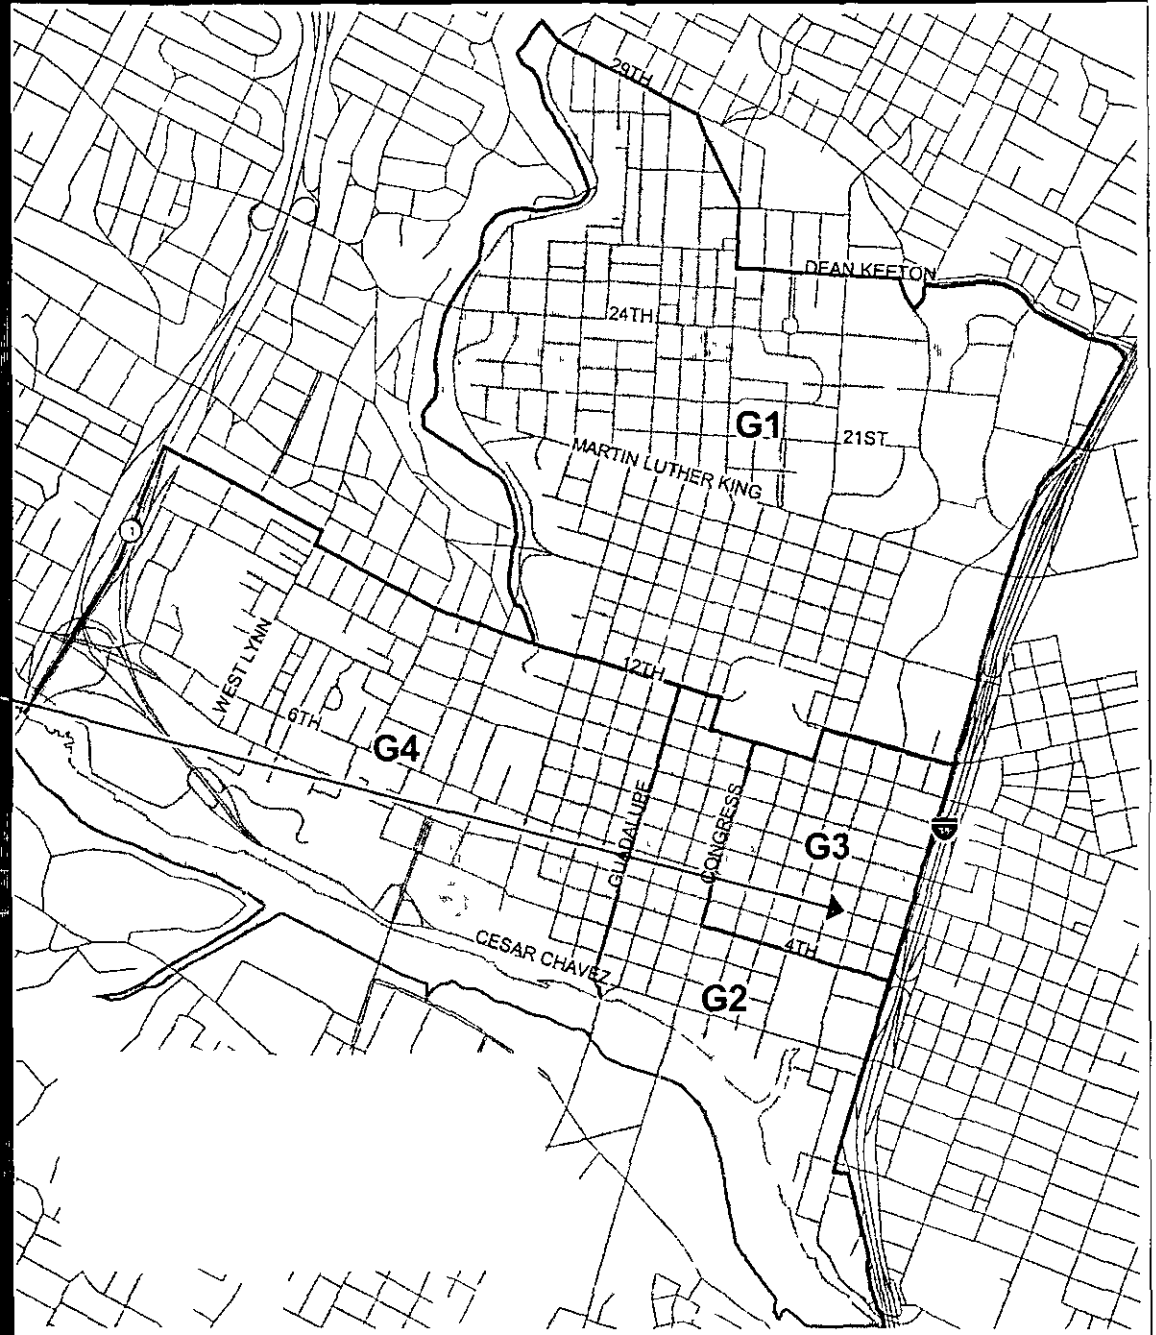 29TH
DEAN KEETON
24TH
G1
21ST
MARTIN LUTHER KING
1
WEST LYNN
12TH
6TH
G4
GUADALUPE
CONGRESS
G3
4TH
CESAR CHAVEZ
G2